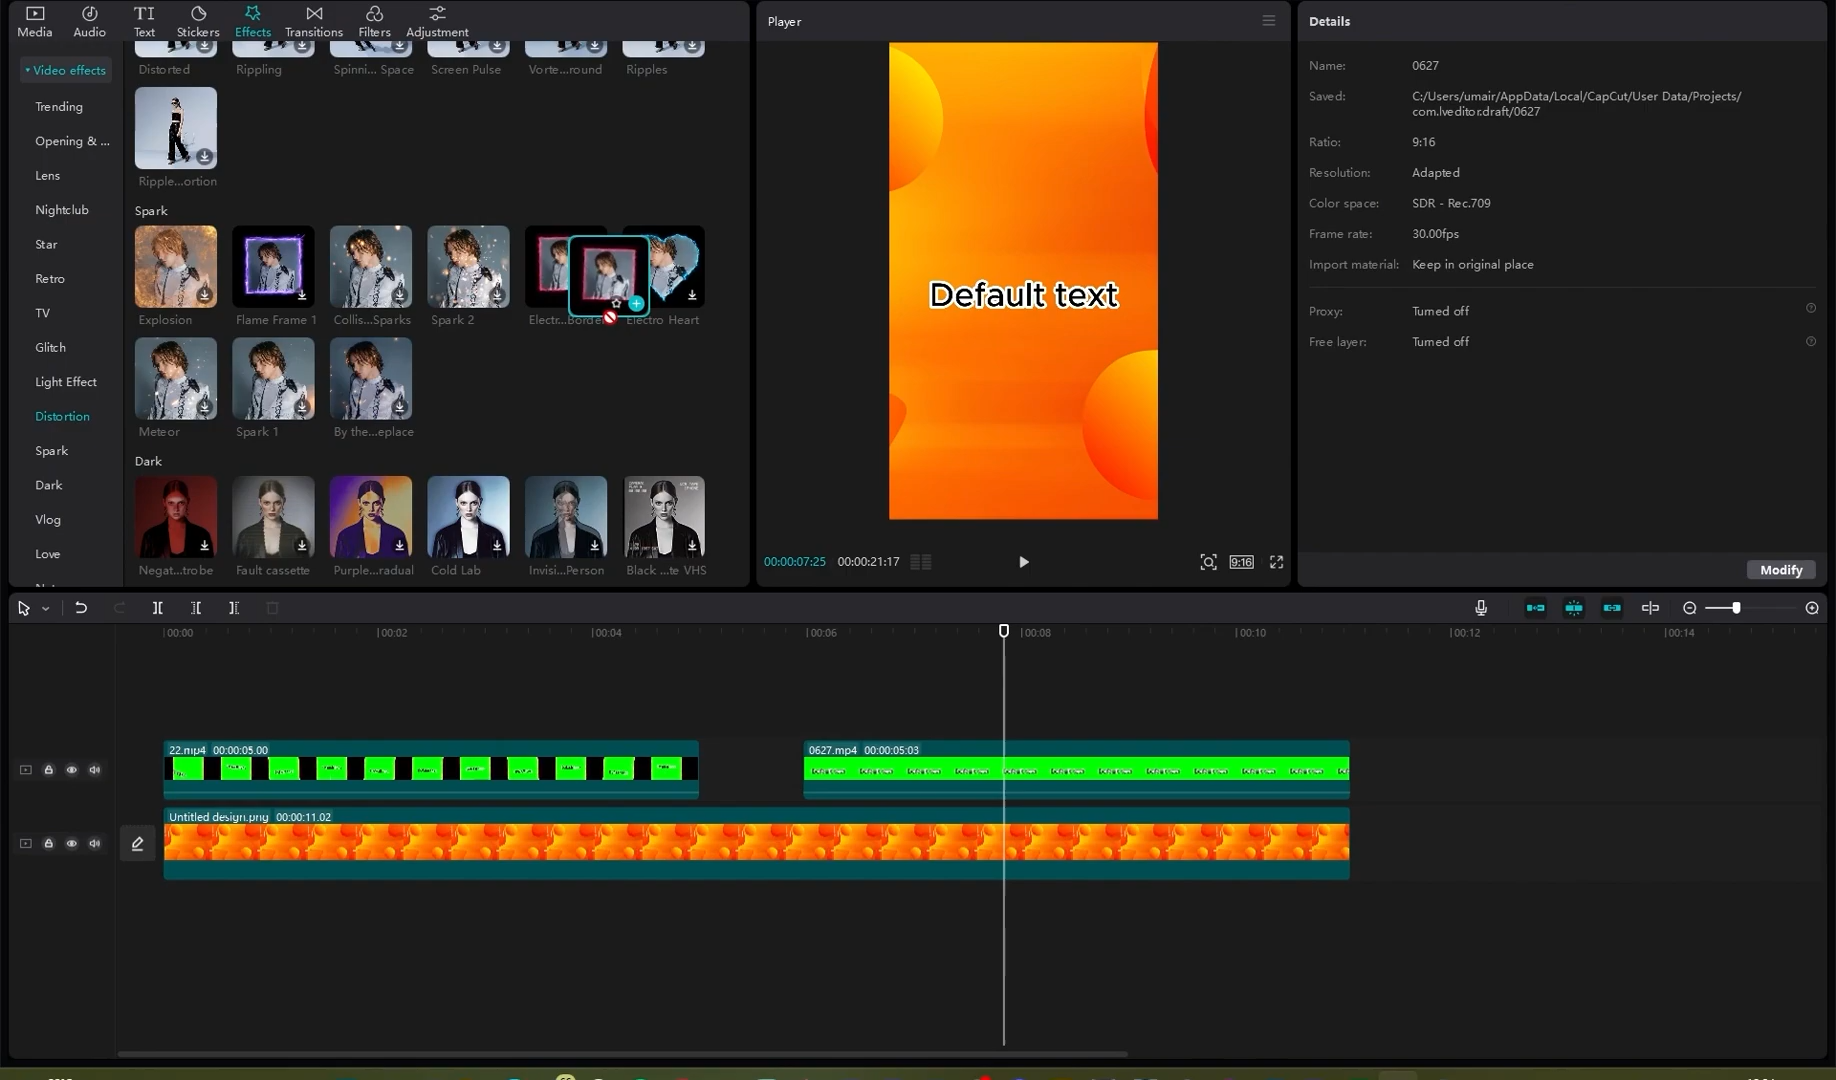 Media Audio Text Stickers Effects Transitions Filters Adjustment
Video effects
Trending
Opening & ...
Lens
Nightclub
Star
Retro
TV
Glitch
Light Effect
Distortion
Spark
Dark
Vlog
Love
Distorted Rippling Spinni... Space Screen Pulse Vorte...round Ripples
Ripple...ortion
Spark
Explosion Flame Frame 1 Collis...Sparks Spark 2 Electr...Border Electro Heart
Meteor Spark 1 By the...eplace
Dark
Negat...trobe Fault cassette Purple...radual Cold Lab Invisi...Person Black ...te VHS
Player
Default text
00:00:07:25 00:00:21:17
9:16
Details
Name: 0627
Saved: C:/Users/umair/AppData/Local/CapCut/User Data/Projects/
com.lveditor.draft/0627
Ratio: 9:16
Resolution: Adapted
Color space: SDR - Rec.709
Frame rate: 30.00fps
Import material: Keep in original place
Proxy: Turned off
Free layer: Turned off
Modify
00:00 00:02 00:04 00:06 00:08 00:10 00:12 00:14
22.mp4 00:00:05.00 0627.mp4 00:00:05:03
Untitled design.png 00:00:11.02